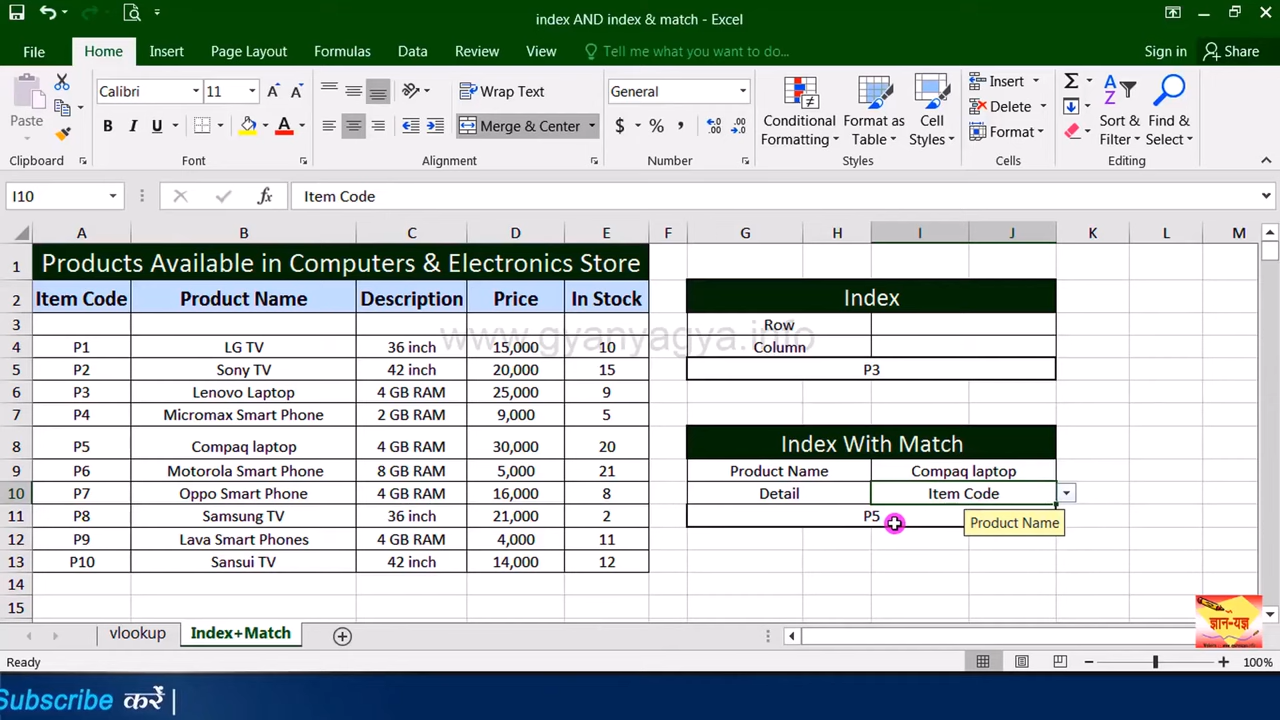 index AND index & match - Excel
File Home Insert Page Layout Formulas Data Review View Tell me what you want to do... Sign in Share
Paste
Calibri 11
Wrap Text
General
Insert
B I U
Merge & Center
$ % ,
Conditional Formatting
Format as Table
Cell Styles
Delete
Format
Sort & Filter
Find & Select
Clipboard Font Alignment Number Styles Cells Editing
I10 fx Item Code
A B C D E F G H I J K L M
1 Products Available in Computers & Electronics Store
2 Item Code Product Name Description Price In Stock Index
3 Row
www.gyanyagya.info
4 P1 LG TV 36 inch 15,000 10 Column
5 P2 Sony TV 42 inch 20,000 15 P3
6 P3 Lenovo Laptop 4 GB RAM 25,000 9
7 P4 Micromax Smart Phone 2 GB RAM 9,000 5
8 P5 Compaq laptop 4 GB RAM 30,000 20 Index With Match
9 P6 Motorola Smart Phone 8 GB RAM 5,000 21 Product Name Compaq laptop
10 P7 Oppo Smart Phone 4 GB RAM 16,000 8 Detail Item Code
11 P8 Samsung TV 36 inch 21,000 2 P5
Product Name
12 P9 Lava Smart Phones 4 GB RAM 4,000 11
13 P10 Sansui TV 42 inch 14,000 12
14
15
ज्ञान-यज्ञ
vlookup Index+Match
Ready 100%
Subscribe करें |